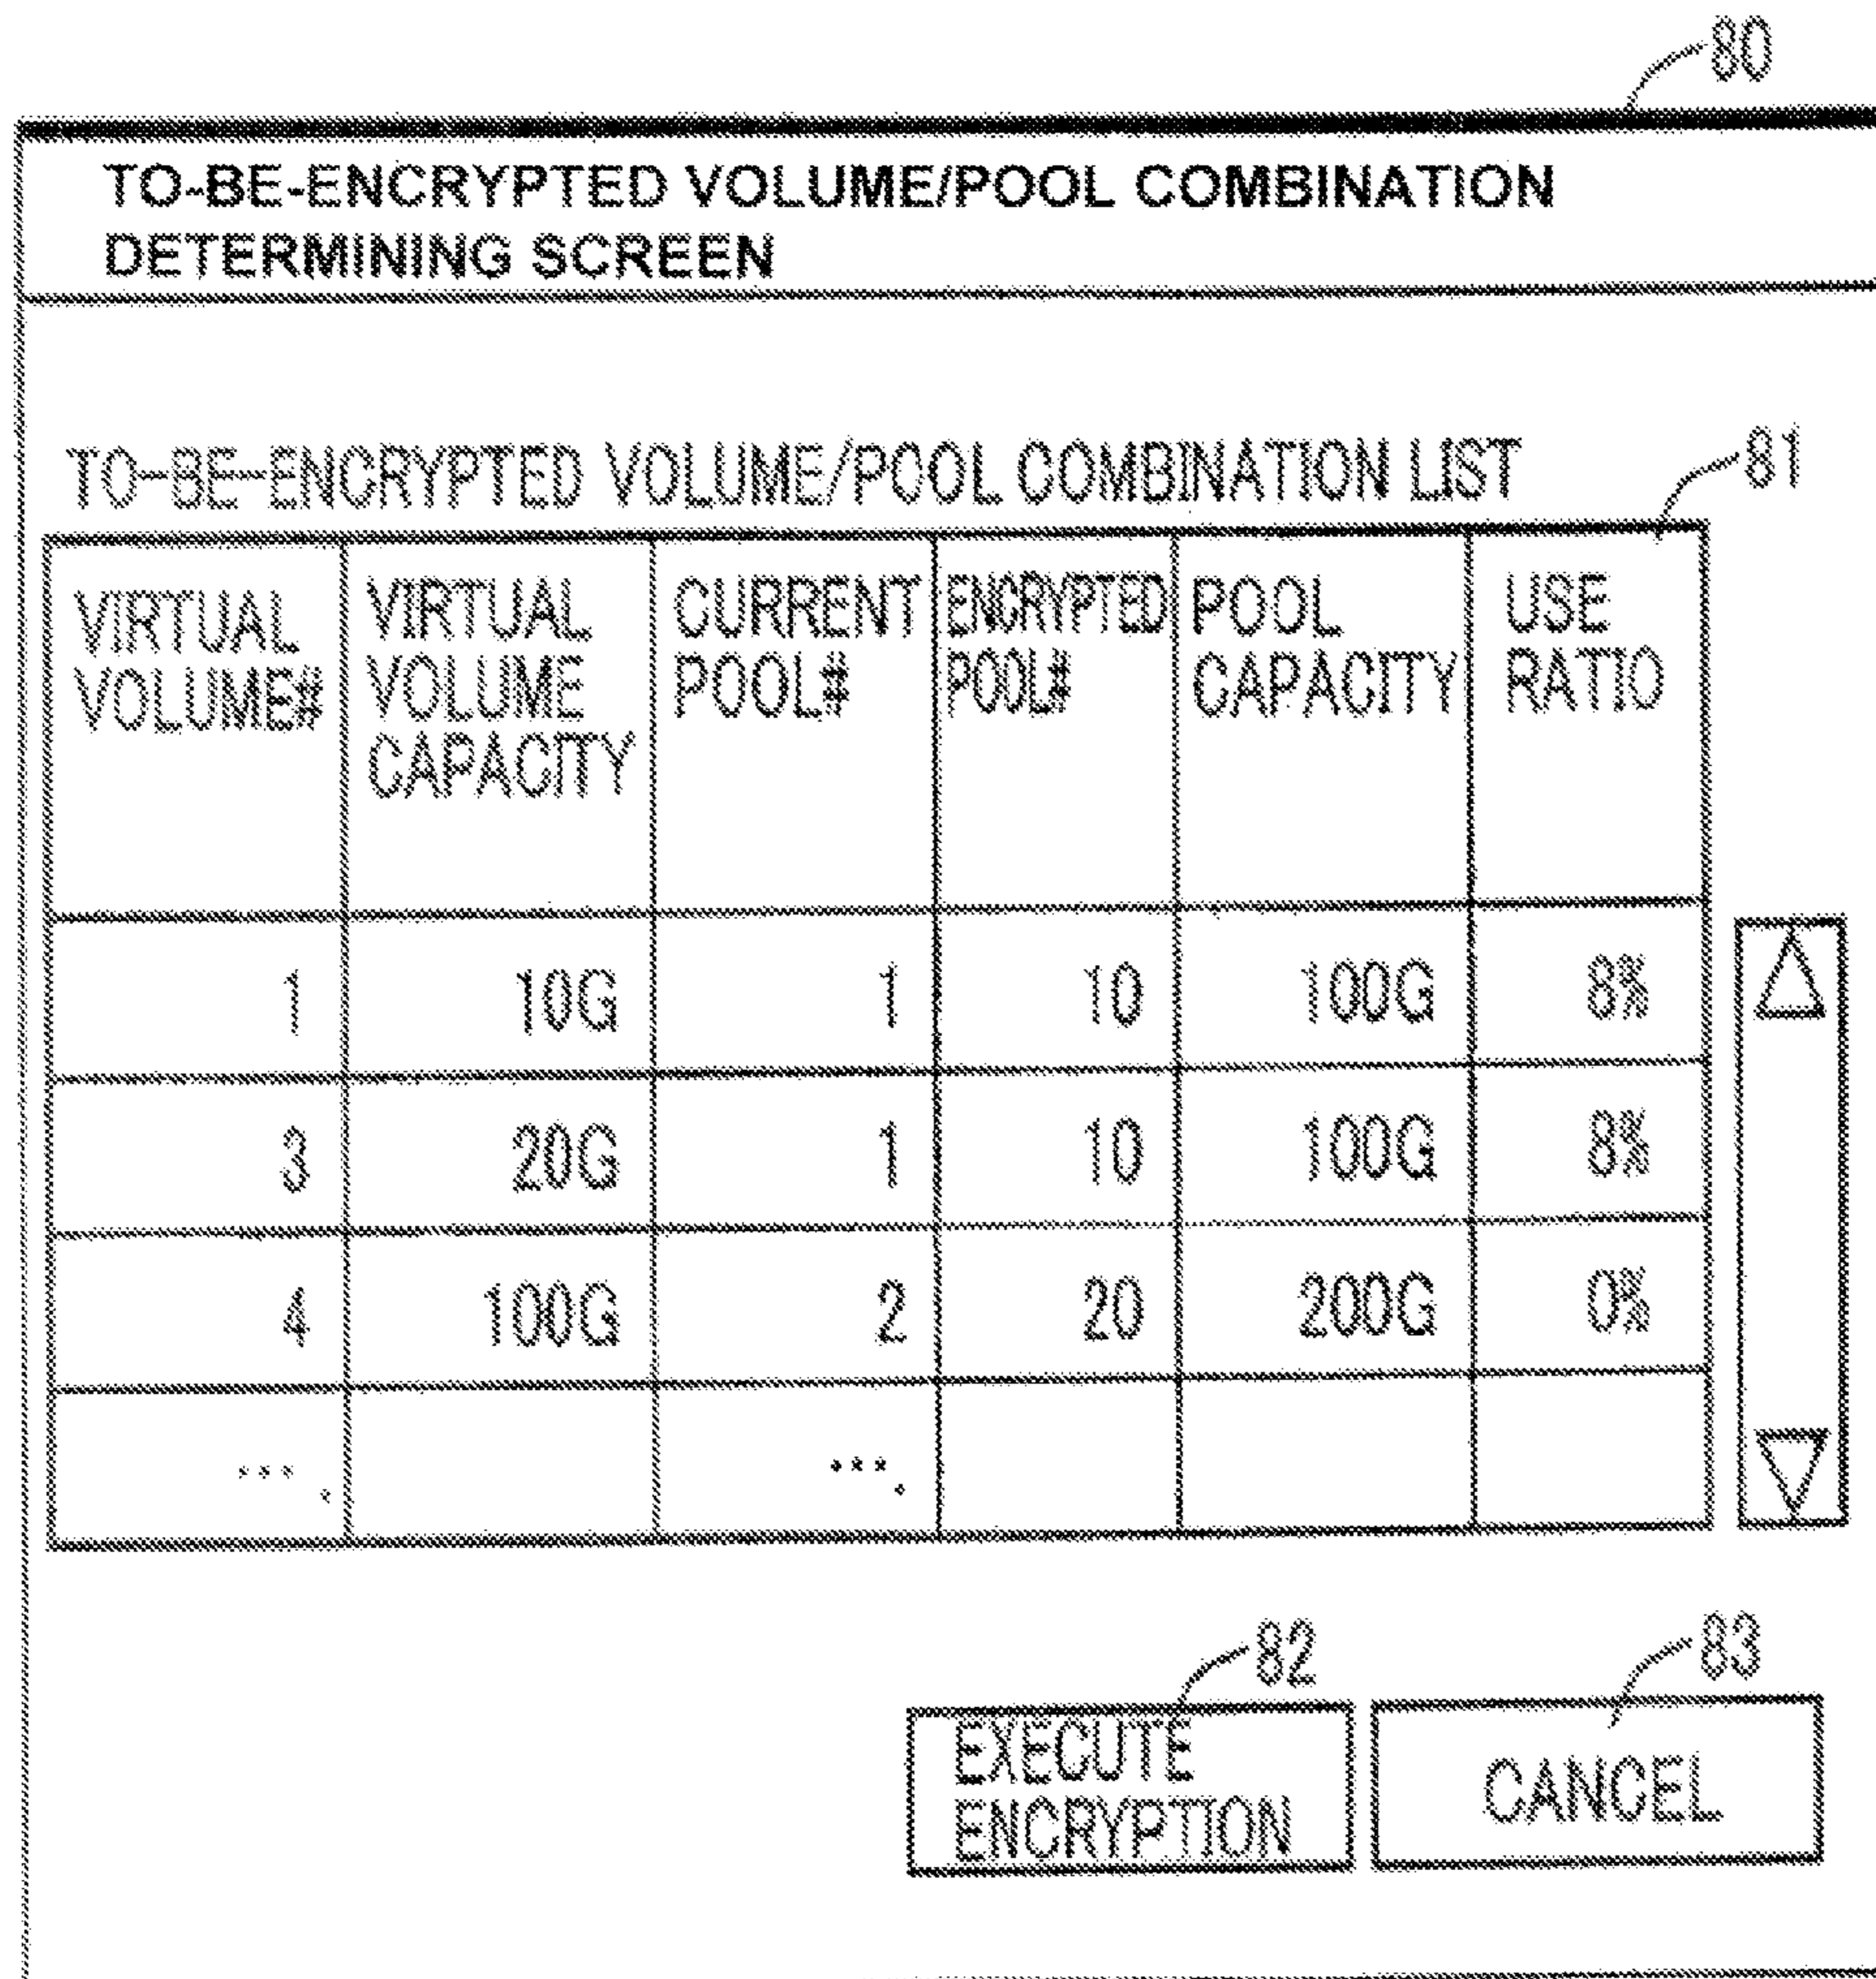 80
TO-BE-ENCRYPTED VOLUME/POOL COMBINATION
DETERMINING SCREEN
TO-BE-ENCRYPTED VOLUME/POOL COMBINATION LIST
81
VIRTUAL VOLUME# VIRTUAL VOLUME CAPACITY CURRENT POOL# ENCRYPTED POOL# POOL CAPACITY USE RATIO
1 10G 1 10 100G 8%
3 20G 1 10 100G 8%
4 100G 2 20 200G 0%
···. ···.
82
83
EXECUTE
ENCRYPTION
CANCEL